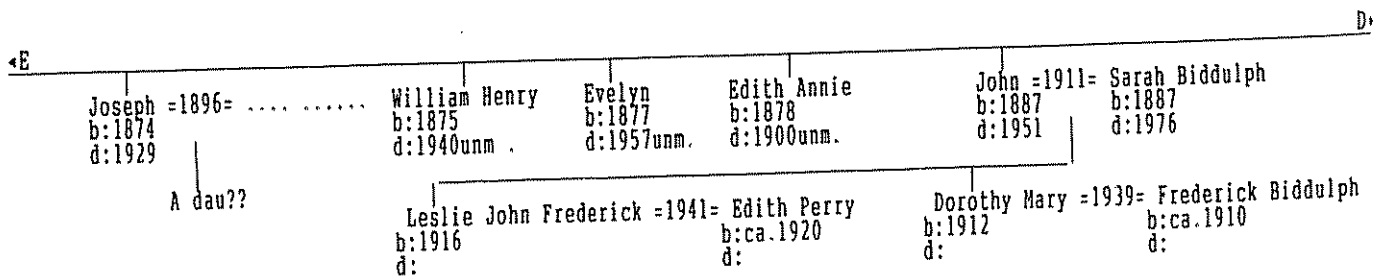 ◄E D►
Joseph =1896= .... ...... William Henry Evelyn Edith Annie John =1911= Sarah Biddulph
b:1874 b:1875 b:1877 b:1878 b:1887 b:1887
d:1929 d:1940unm . d:1957unm. d:1900unm. d:1951 d:1976
A dau??
Leslie John Frederick =1941= Edith Perry Dorothy Mary =1939= Frederick Biddulph
b:1916 b:ca.1920 b:1912 b:ca.1910
d: d: d: d: